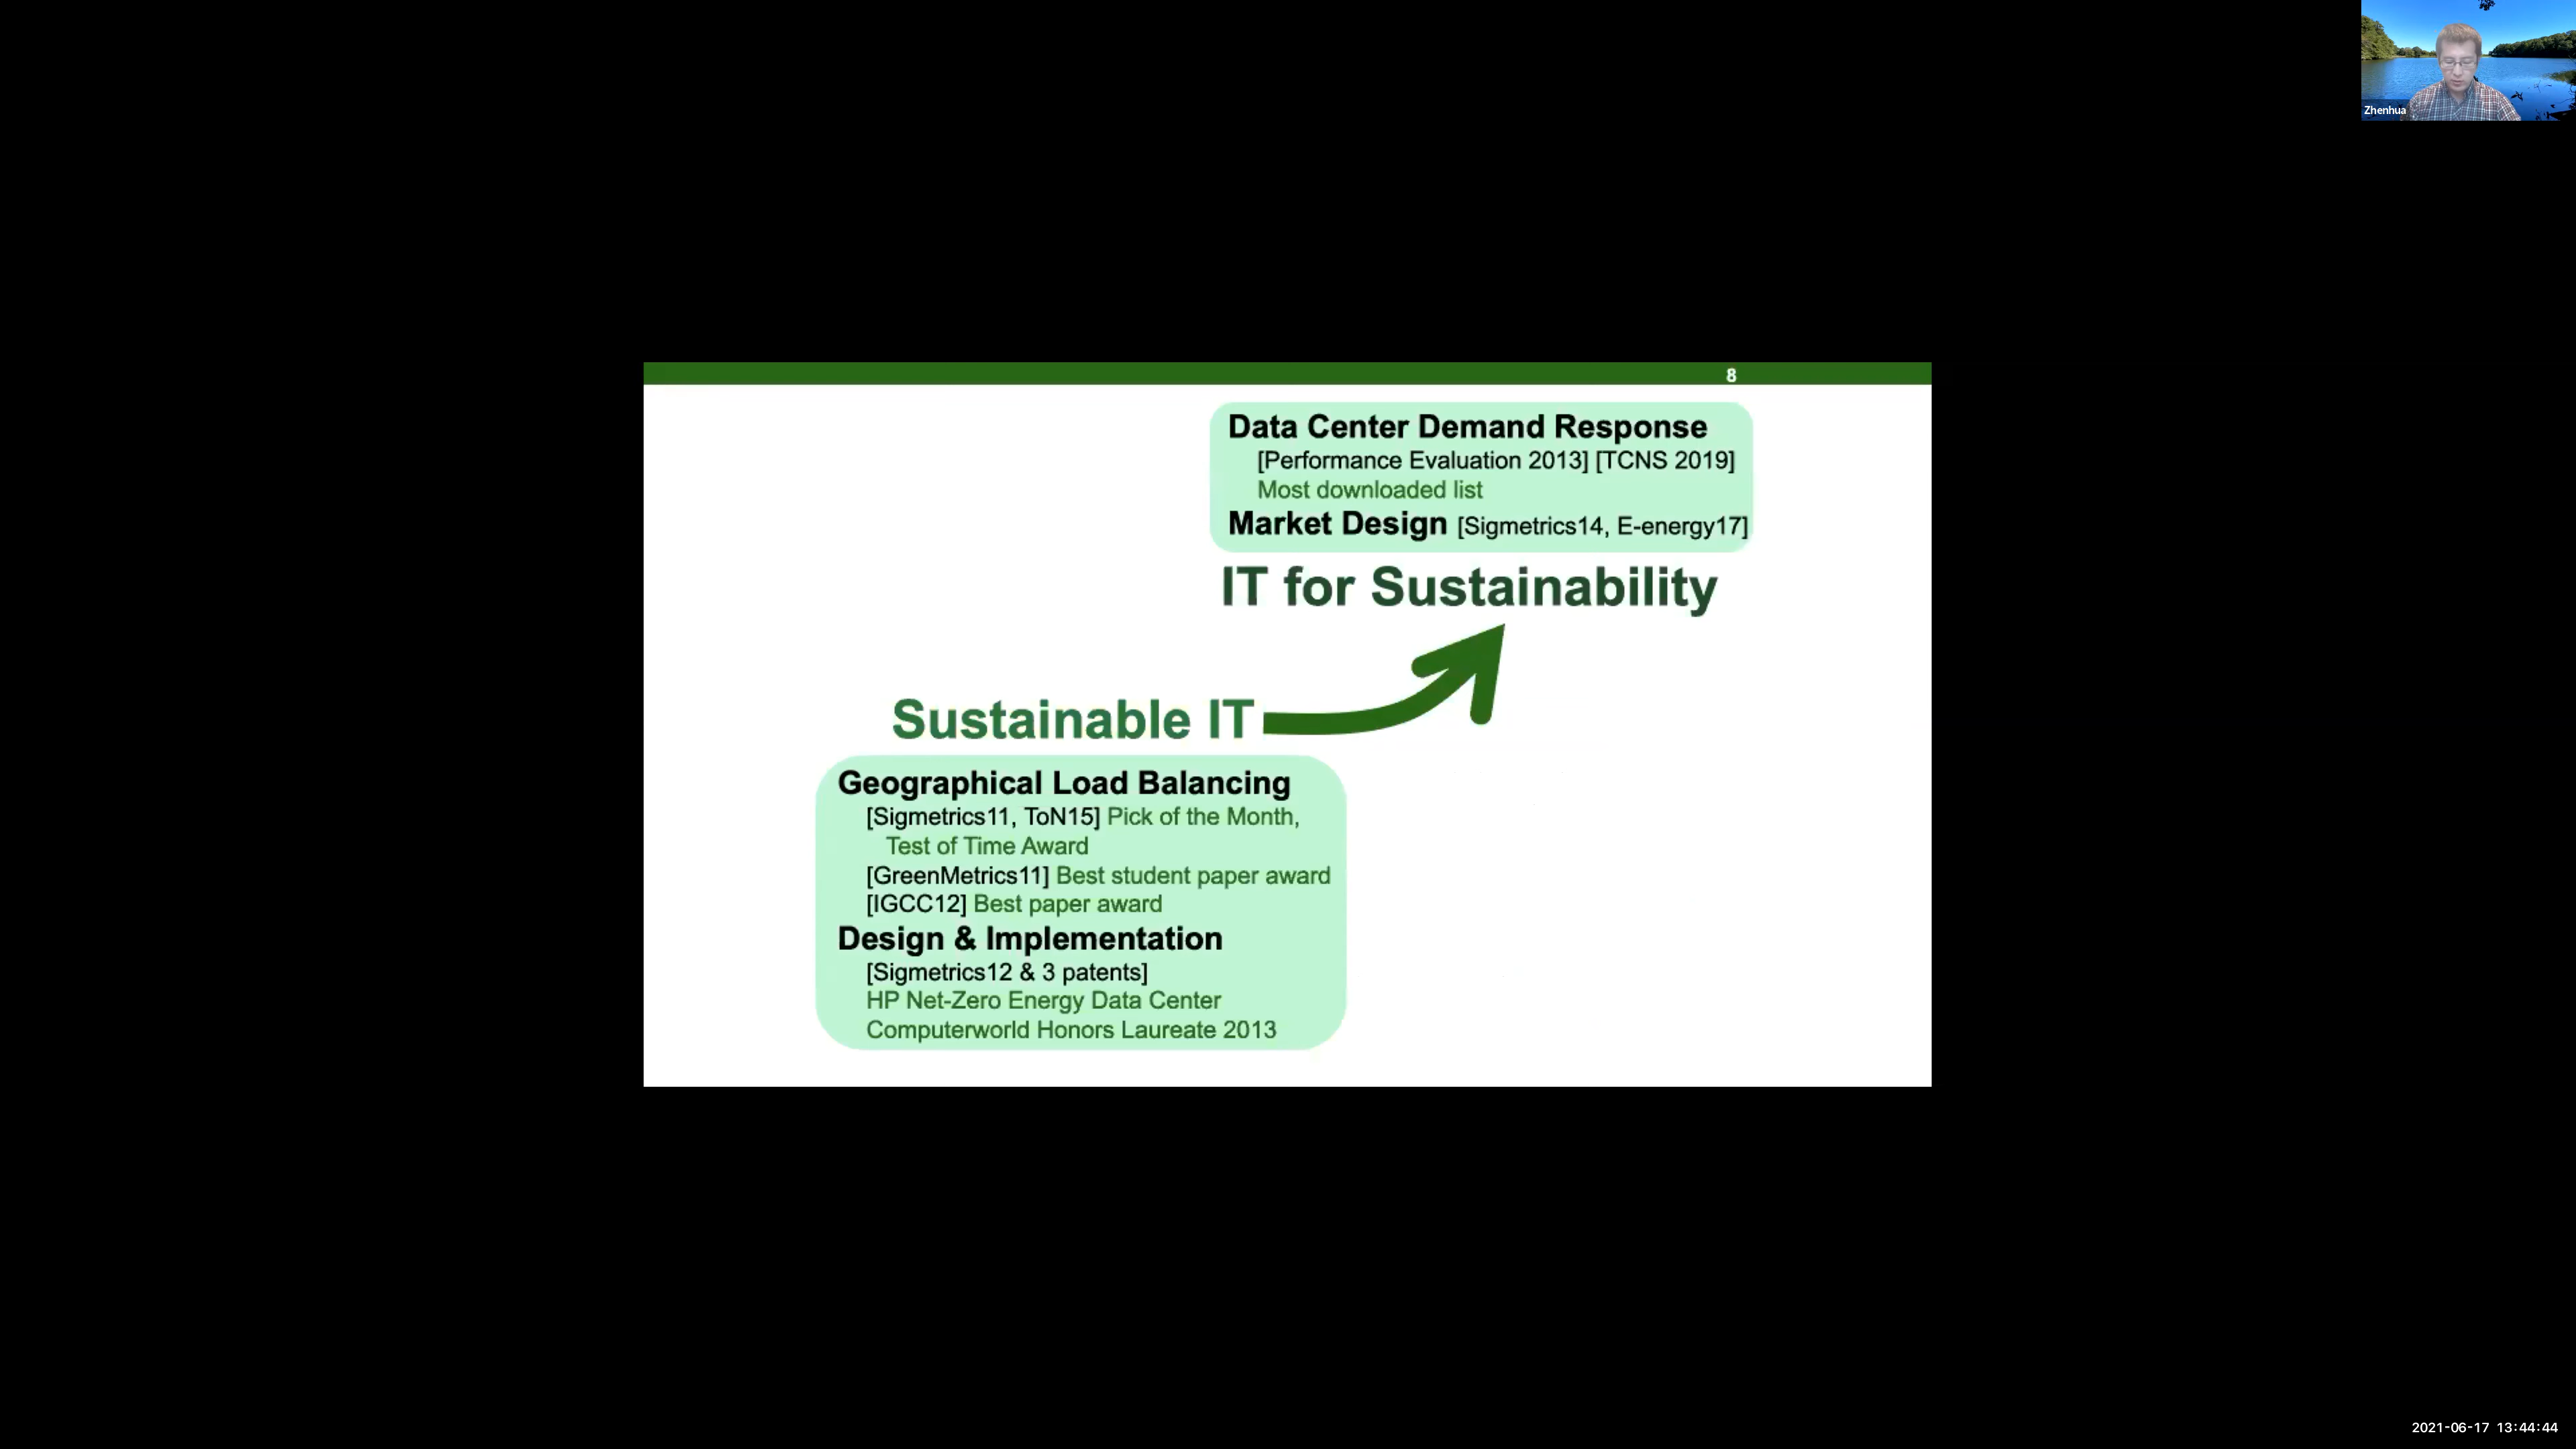 Zhenhua
8
Data Center Demand Response
[Performance Evaluation 2013] [TCNS 2019]
Most downloaded list
Market Design [Sigmetrics14, E-energy17]
IT for Sustainability
Sustainable IT
Geographical Load Balancing
[Sigmetrics11, ToN15] Pick of the Month,
Test of Time Award
[GreenMetrics11] Best student paper award
[IGCC12] Best paper award
Design & Implementation
[Sigmetrics12 & 3 patents]
HP Net-Zero Energy Data Center
Computerworld Honors Laureate 2013
2021-06-17 13:44:44